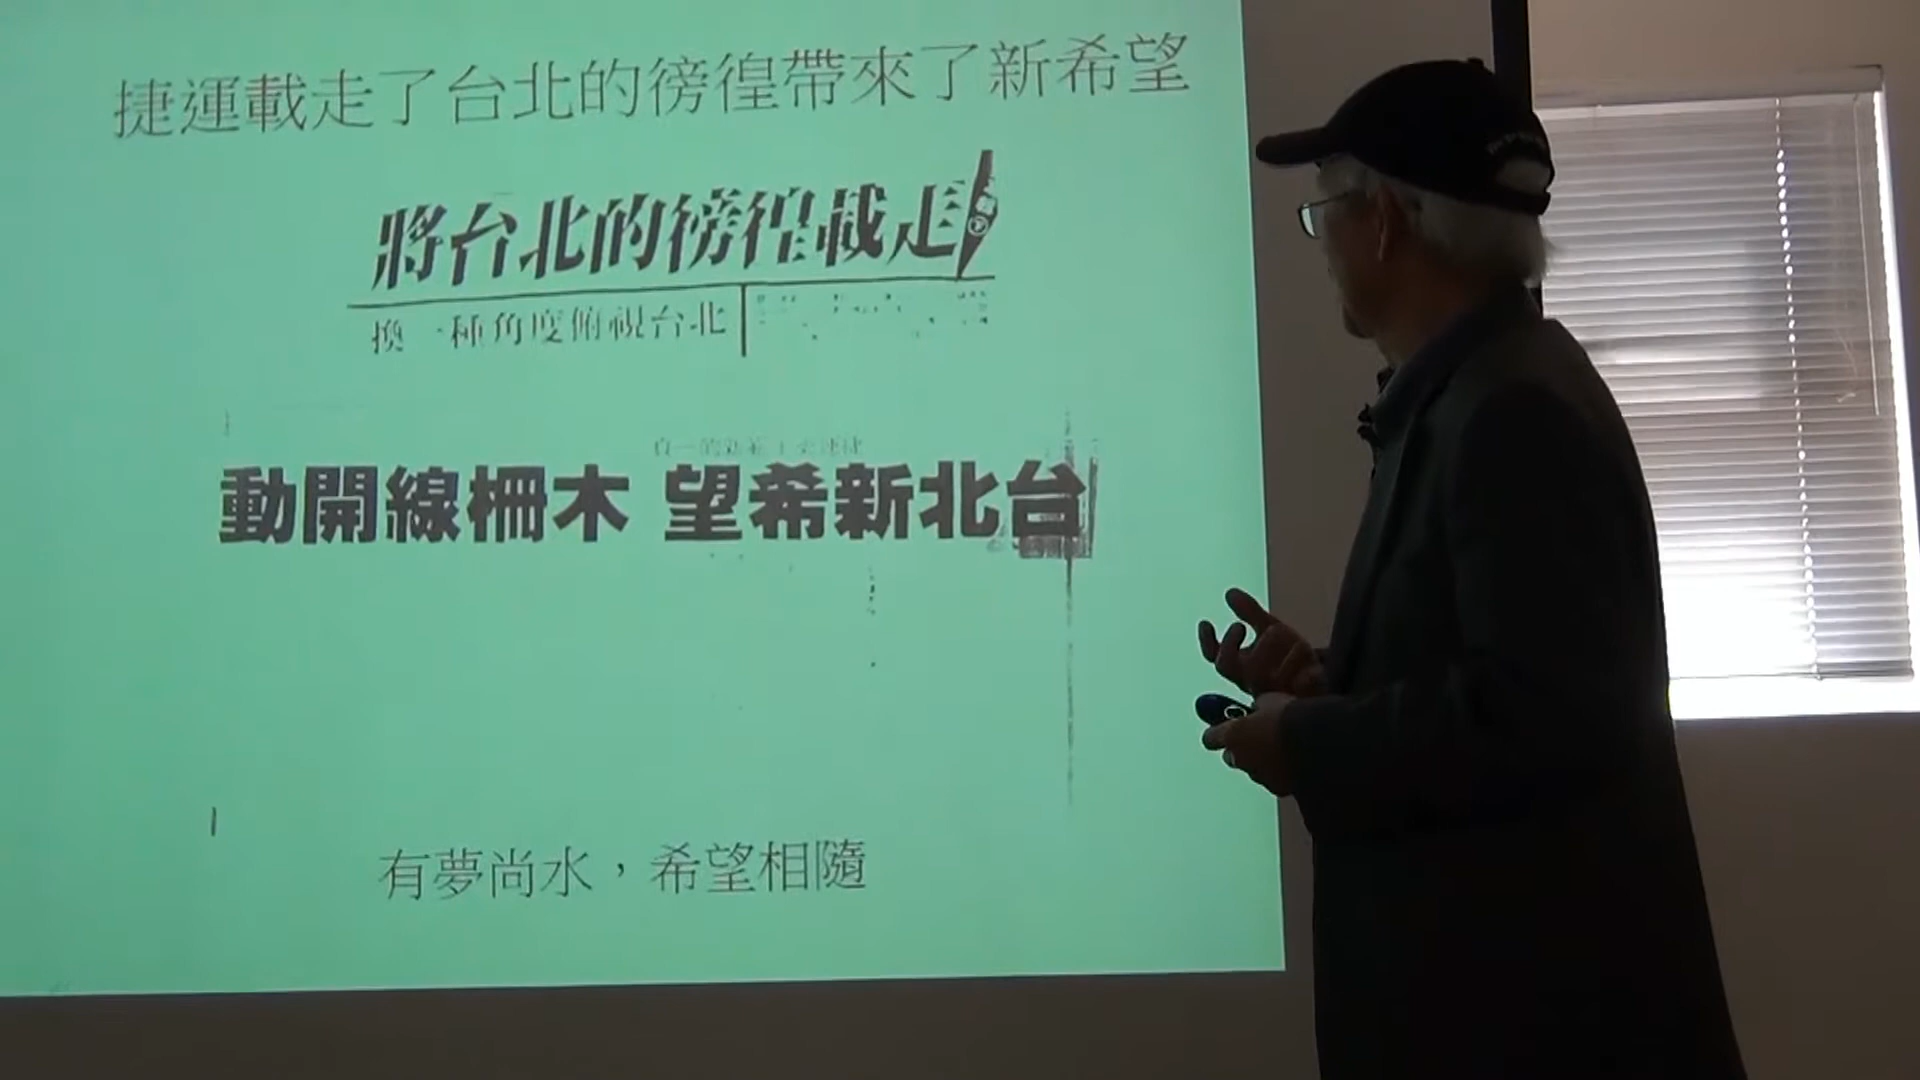 捷運載走了台北的徬徨帶來了新希望
將台北的徬徨載走
換一種角度俯視台北
台北新希望 木柵線開動
有夢尚水，希望相隨